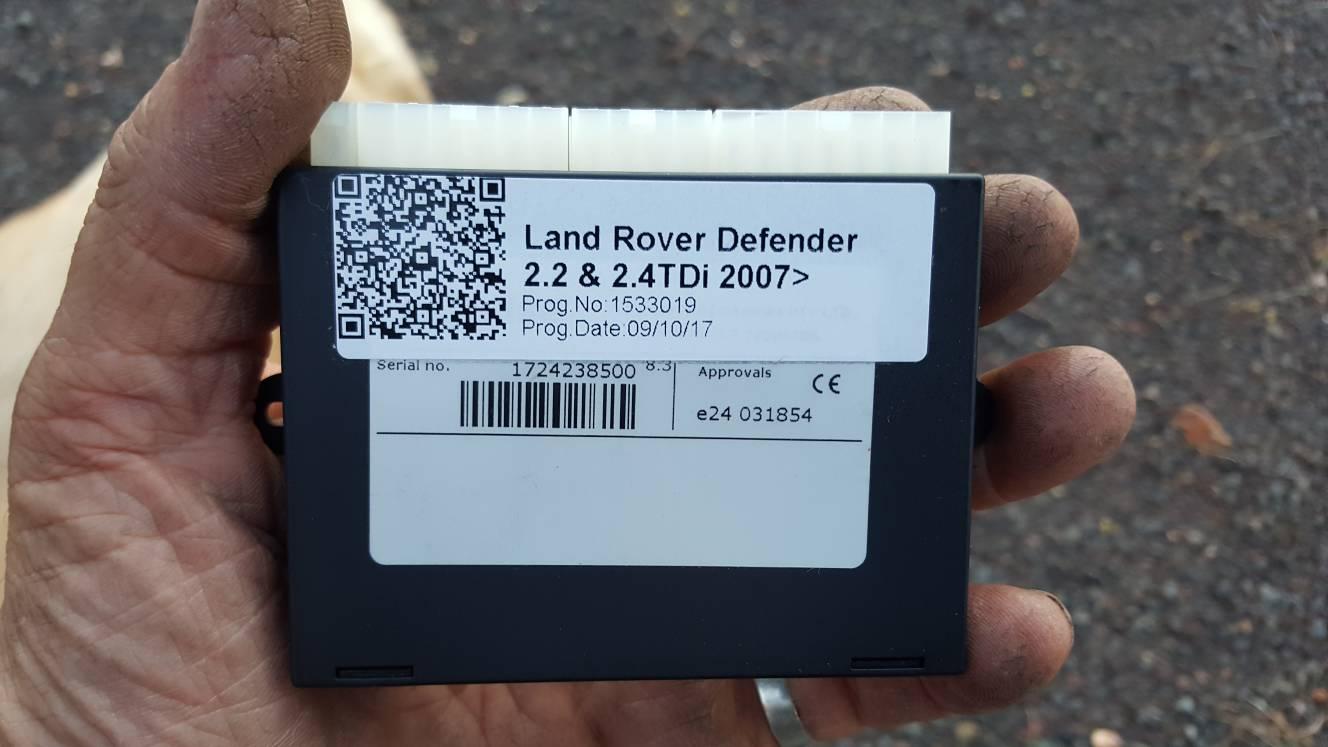 Land Rover Defender
2.2 & 2.4TDi 2007>
Prog.No:1533019
Prog.Date:09/10/17
Serial no. 1724238500 8.3
Approvals CE
e24 031854